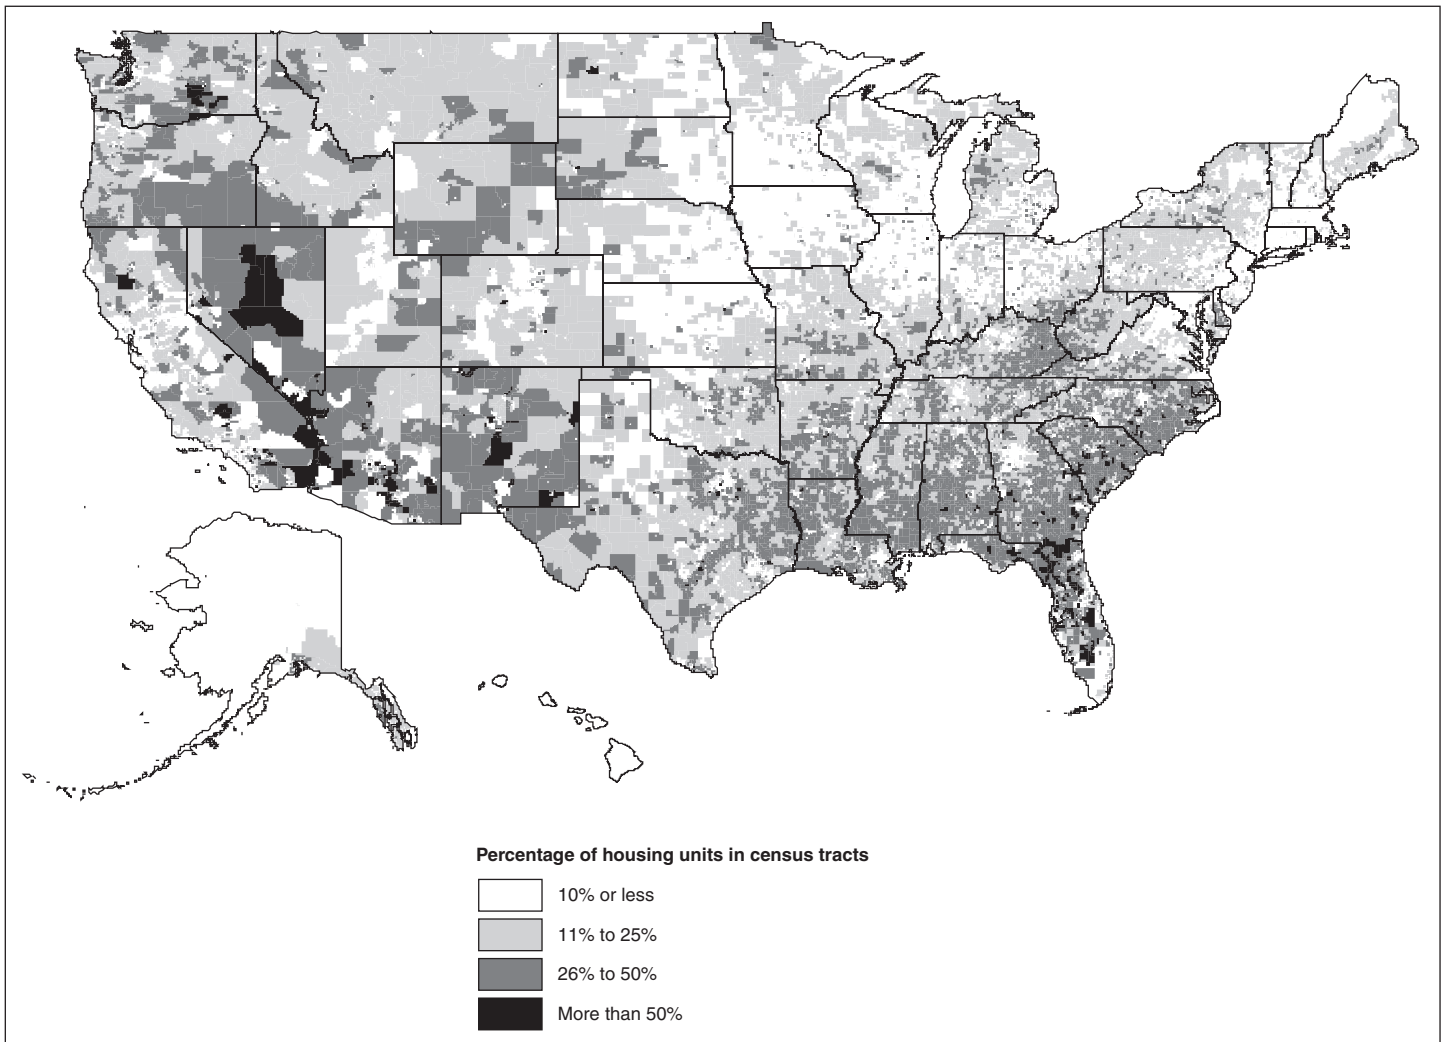 Percentage of housing units in census tracts
10% or less
11% to 25%
26% to 50%
More than 50%